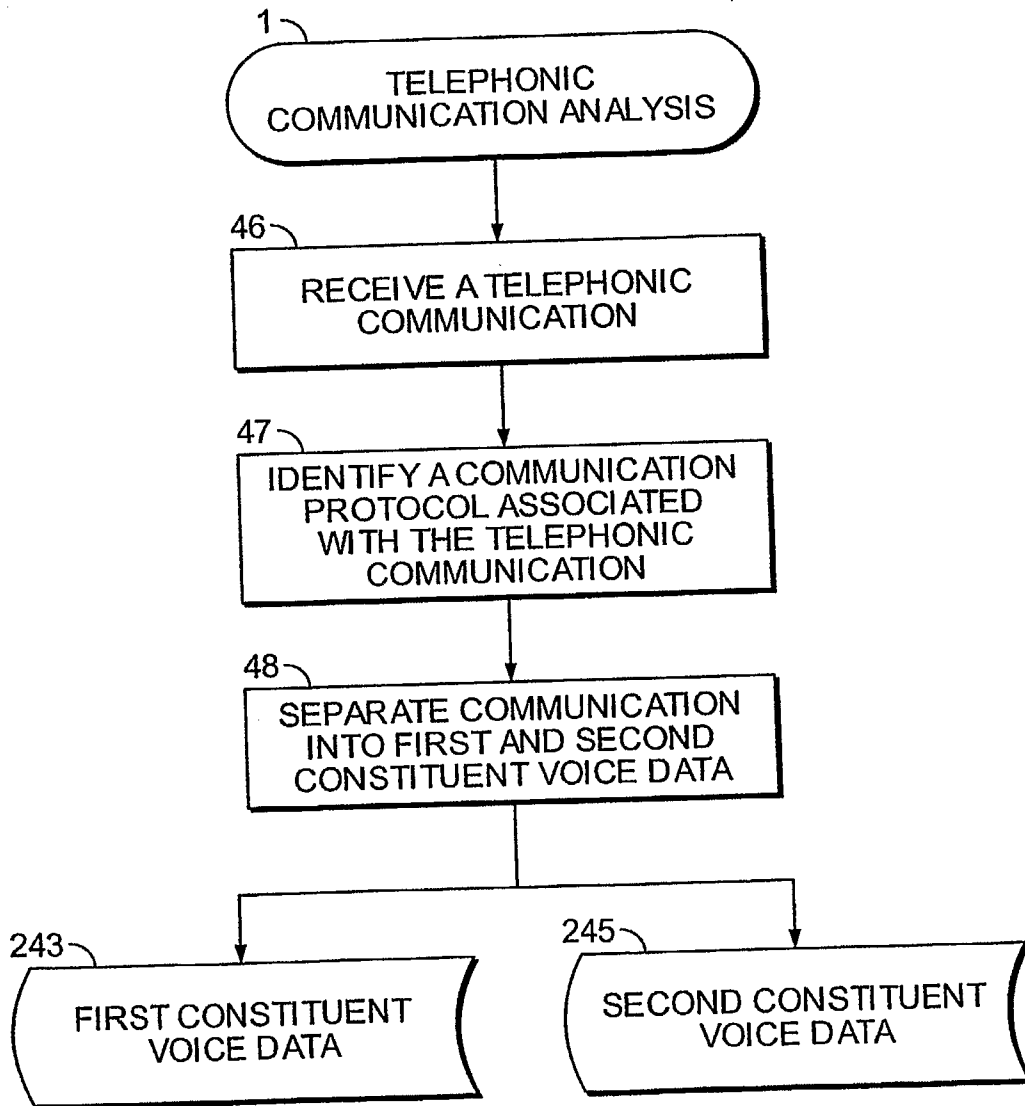 1
TELEPHONIC
COMMUNICATION ANALYSIS
46
RECEIVE A TELEPHONIC
COMMUNICATION
47
IDENTIFY A COMMUNICATION
PROTOCOL ASSOCIATED
WITH THE TELEPHONIC
COMMUNICATION
48
SEPARATE COMMUNICATION
INTO FIRST AND SECOND
CONSTITUENT VOICE DATA
243
FIRST CONSTITUENT
VOICE DATA
245
SECOND CONSTITUENT
VOICE DATA